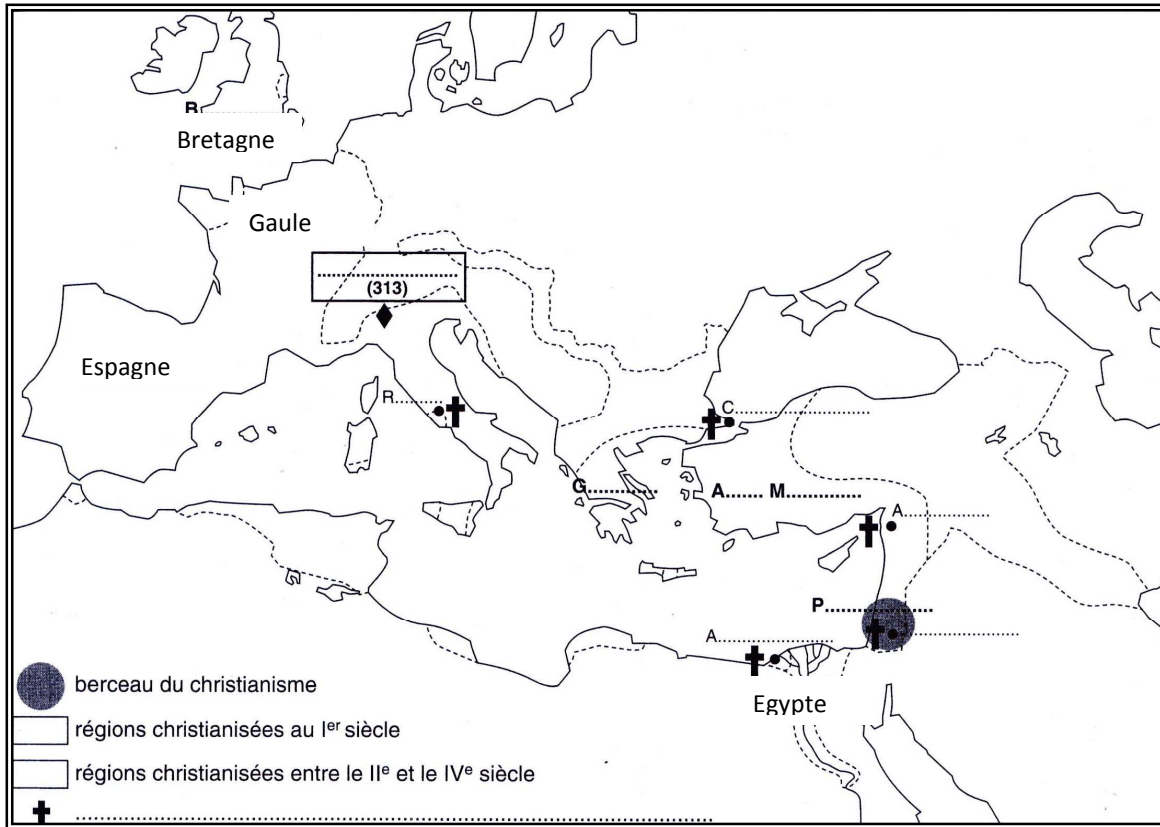 B..................
Bretagne
Gaule
..............................
(313)
Espagne
R............
C............................
G...............
A....... M..................
A....................
P......................
A.......................
.......................
Egypte
berceau du christianisme
régions christianisées au Ier siècle
régions christianisées entre le IIe et le IVe siècle
......................................................................................................